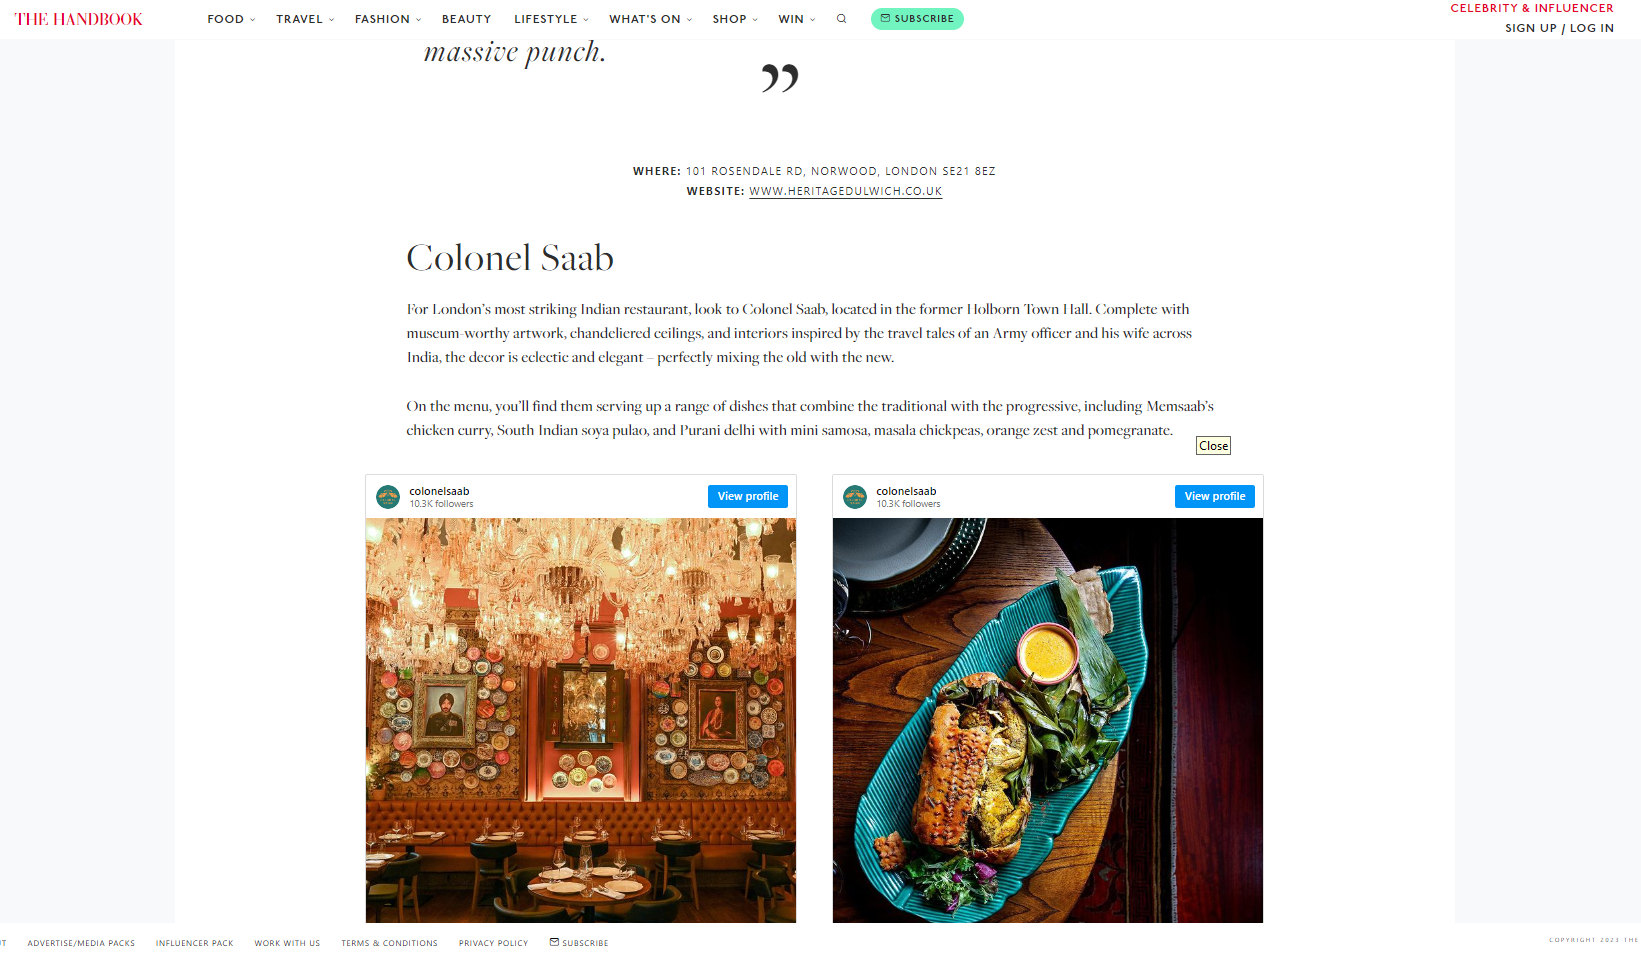 THE HANDBOOK
FOOD
TRAVEL
FASHION
BEAUTY
LIFESTYLE
WHAT'S ON
SHOP
WIN
SUBSCRIBE
CELEBRITY & INFLUENCER
SIGN UP / LOG IN
massive punch.
”
WHERE: 101 ROSENDALE RD, NORWOOD, LONDON SE21 8EZ
WEBSITE: WWW.HERITAGEDULWICH.CO.UK
Colonel Saab
For London's most striking Indian restaurant, look to Colonel Saab, located in the former Holborn Town Hall. Complete with
museum-worthy artwork, chandeliered ceilings, and interiors inspired by the travel tales of an Army officer and his wife across
India, the decor is eclectic and elegant – perfectly mixing the old with the new.
On the menu, you'll find them serving up a range of dishes that combine the traditional with the progressive, including Memsaab's
chicken curry, South Indian soya pulao, and Purani delhi with mini samosa, masala chickpeas, orange zest and pomegranate.
Close
colonelsaab
10.3K followers
View profile
colonelsaab
10.3K followers
View profile
ADVERTISE/MEDIA PACKS
INFLUENCER PACK
WORK WITH US
TERMS & CONDITIONS
PRIVACY POLICY
SUBSCRIBE
COPYRIGHT 2023 THE